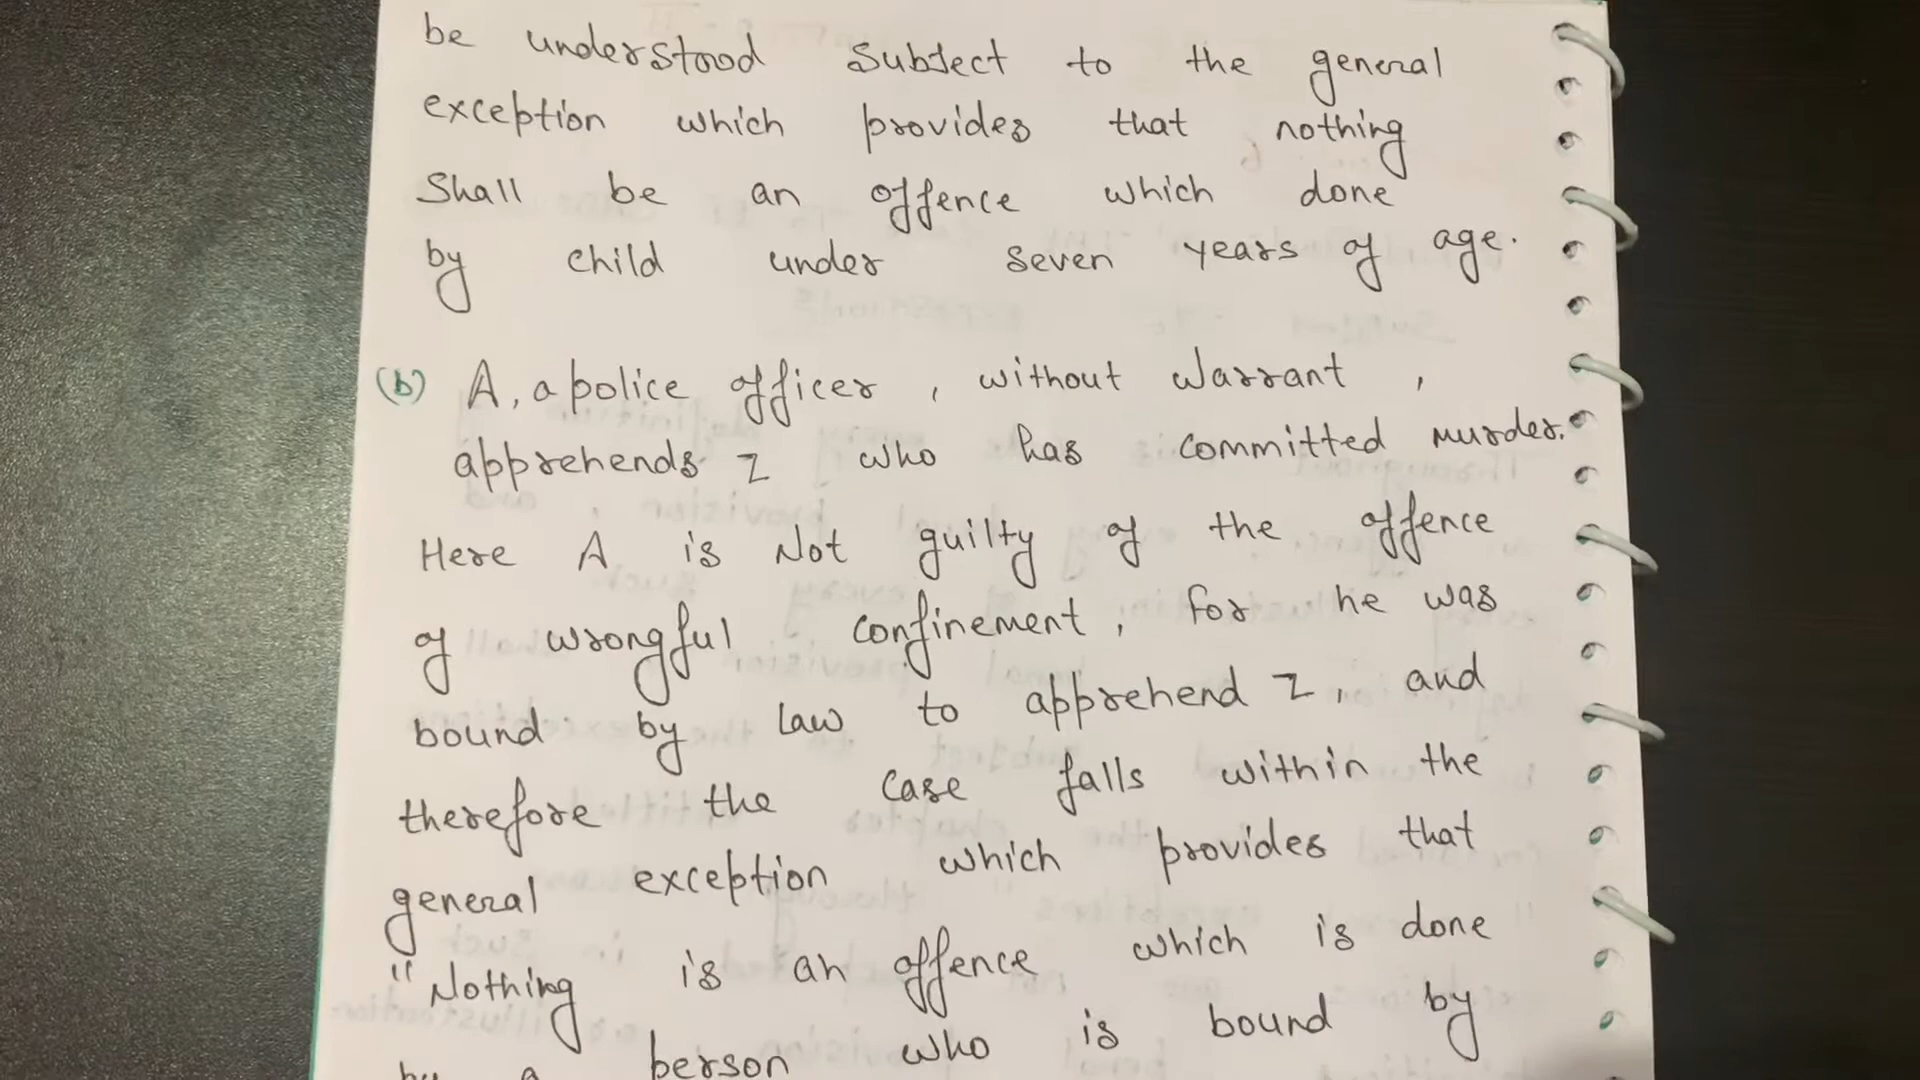 be understood Subject to the general
exception which provides that nothing
Shall be an offence which done
by child under seven years of age.
(b) A, a police officer, without warrant,
apprehends Z who has committed murder.
Here A is Not guilty of the offence
of wrongful confinement, for he was
bound by law to apprehend Z, and
therefore the case falls within the
general exception which provides that
"Nothing is an offence which is done
by a person who is bound by